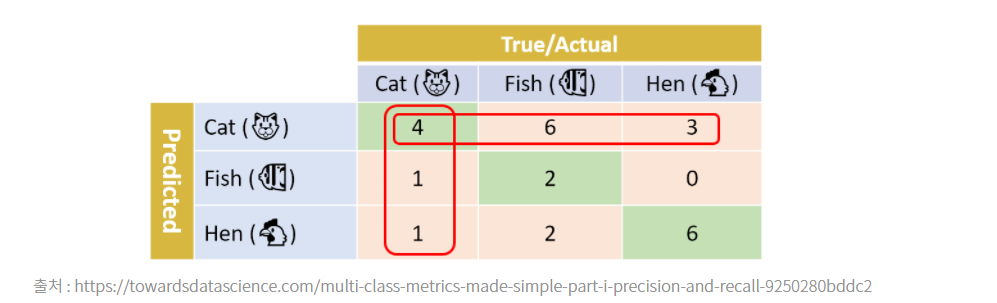 True/Actual
Cat () Fish () Hen ()
Predicted
Cat () 4 6 3
Fish () 1 2 0
Hen () 1 2 6
출처 : https://towardsdatascience.com/multi-class-metrics-made-simple-part-i-precision-and-recall-9250280bddc2